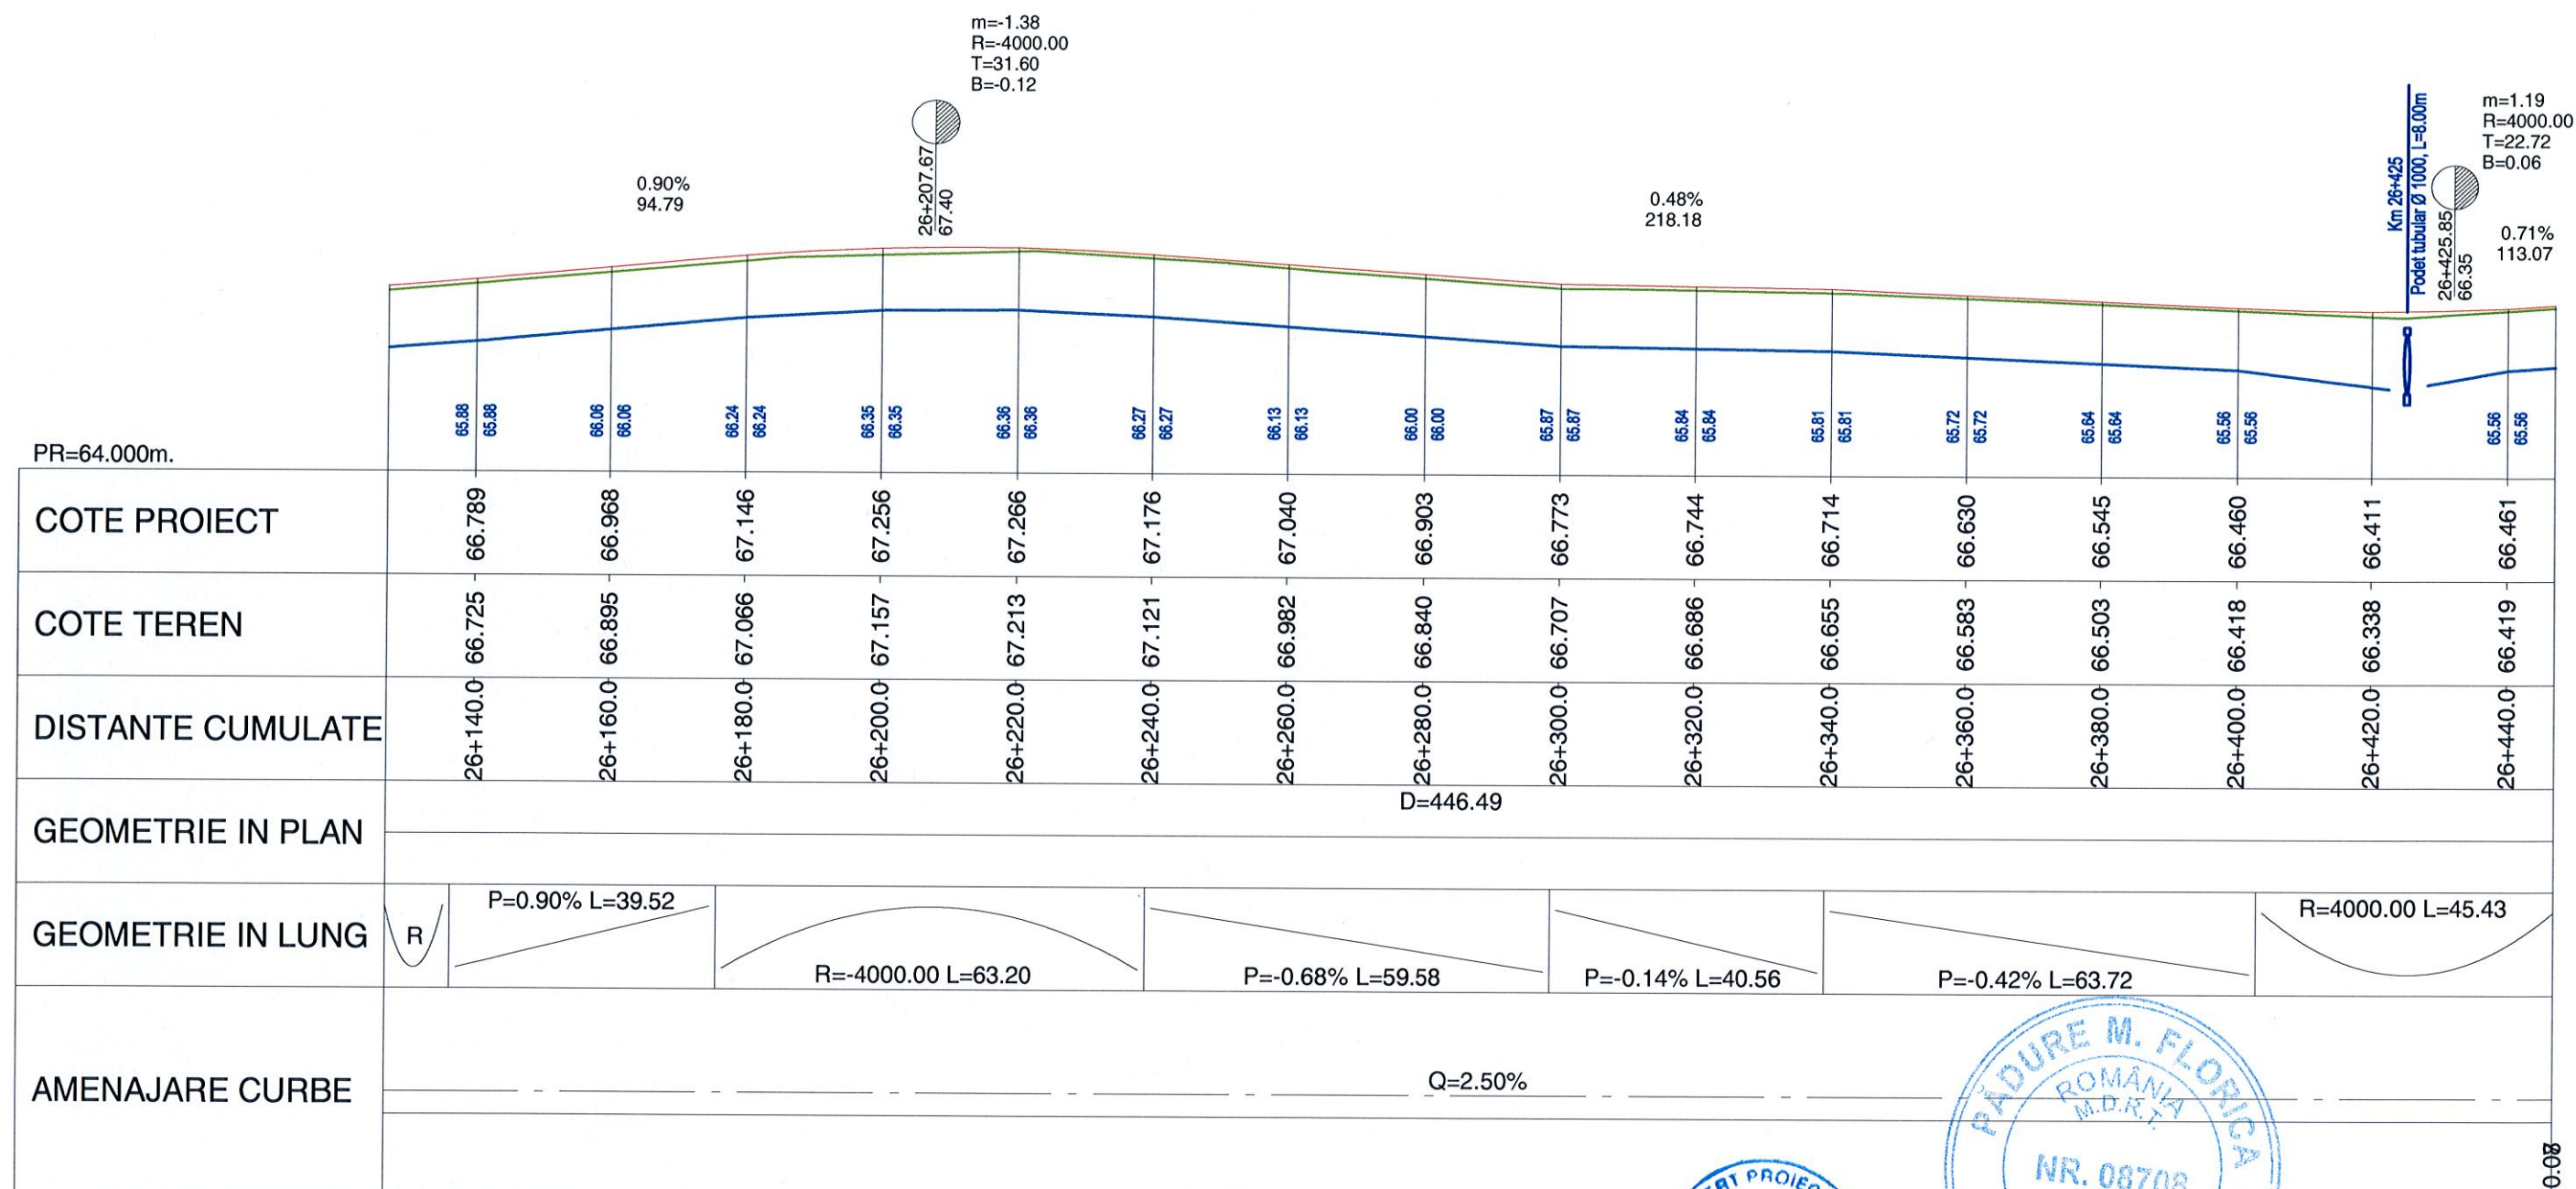 m=-1.38
R=-4000.00
T=31.60
B=-0.12
26+207.67
67.40
0.90%
94.79
0.48%
218.18
Km 26+425
Podet tubular Ø 1000, L=8.00m
m=1.19
R=4000.00
T=22.72
B=0.06
26+425.85
66.35
0.71%
113.07
65.88 65.88 66.06 66.06 66.24 66.24 66.35 66.35 66.36 66.36 66.27 66.27 66.13 66.13 66.00 66.00 65.87 65.87 65.84 65.84 65.81 65.81 65.72 65.72 65.64 65.64 65.56 65.56 65.56 65.56
PR=64.000m.
COTE PROIECT 66.789 66.968 67.146 67.256 67.266 67.176 67.040 66.903 66.773 66.744 66.714 66.630 66.545 66.460 66.411 66.461
COTE TEREN 66.725 66.895 67.066 67.157 67.213 67.121 66.982 66.840 66.707 66.686 66.655 66.583 66.503 66.418 66.338 66.419
DISTANTE CUMULATE 26+140.0 26+160.0 26+180.0 26+200.0 26+220.0 26+240.0 26+260.0 26+280.0 26+300.0 26+320.0 26+340.0 26+360.0 26+380.0 26+400.0 26+420.0 26+440.0
GEOMETRIE IN PLAN D=446.49
GEOMETRIE IN LUNG R P=0.90% L=39.52 R=-4000.00 L=63.20 P=-0.68% L=59.58 P=-0.14% L=40.56 P=-0.42% L=63.72 R=4000.00 L=45.43
AMENAJARE CURBE Q=2.50%
PĂDURE M. FLORICA
ROMÂNIA
M.D.R.T.
NR. 08708